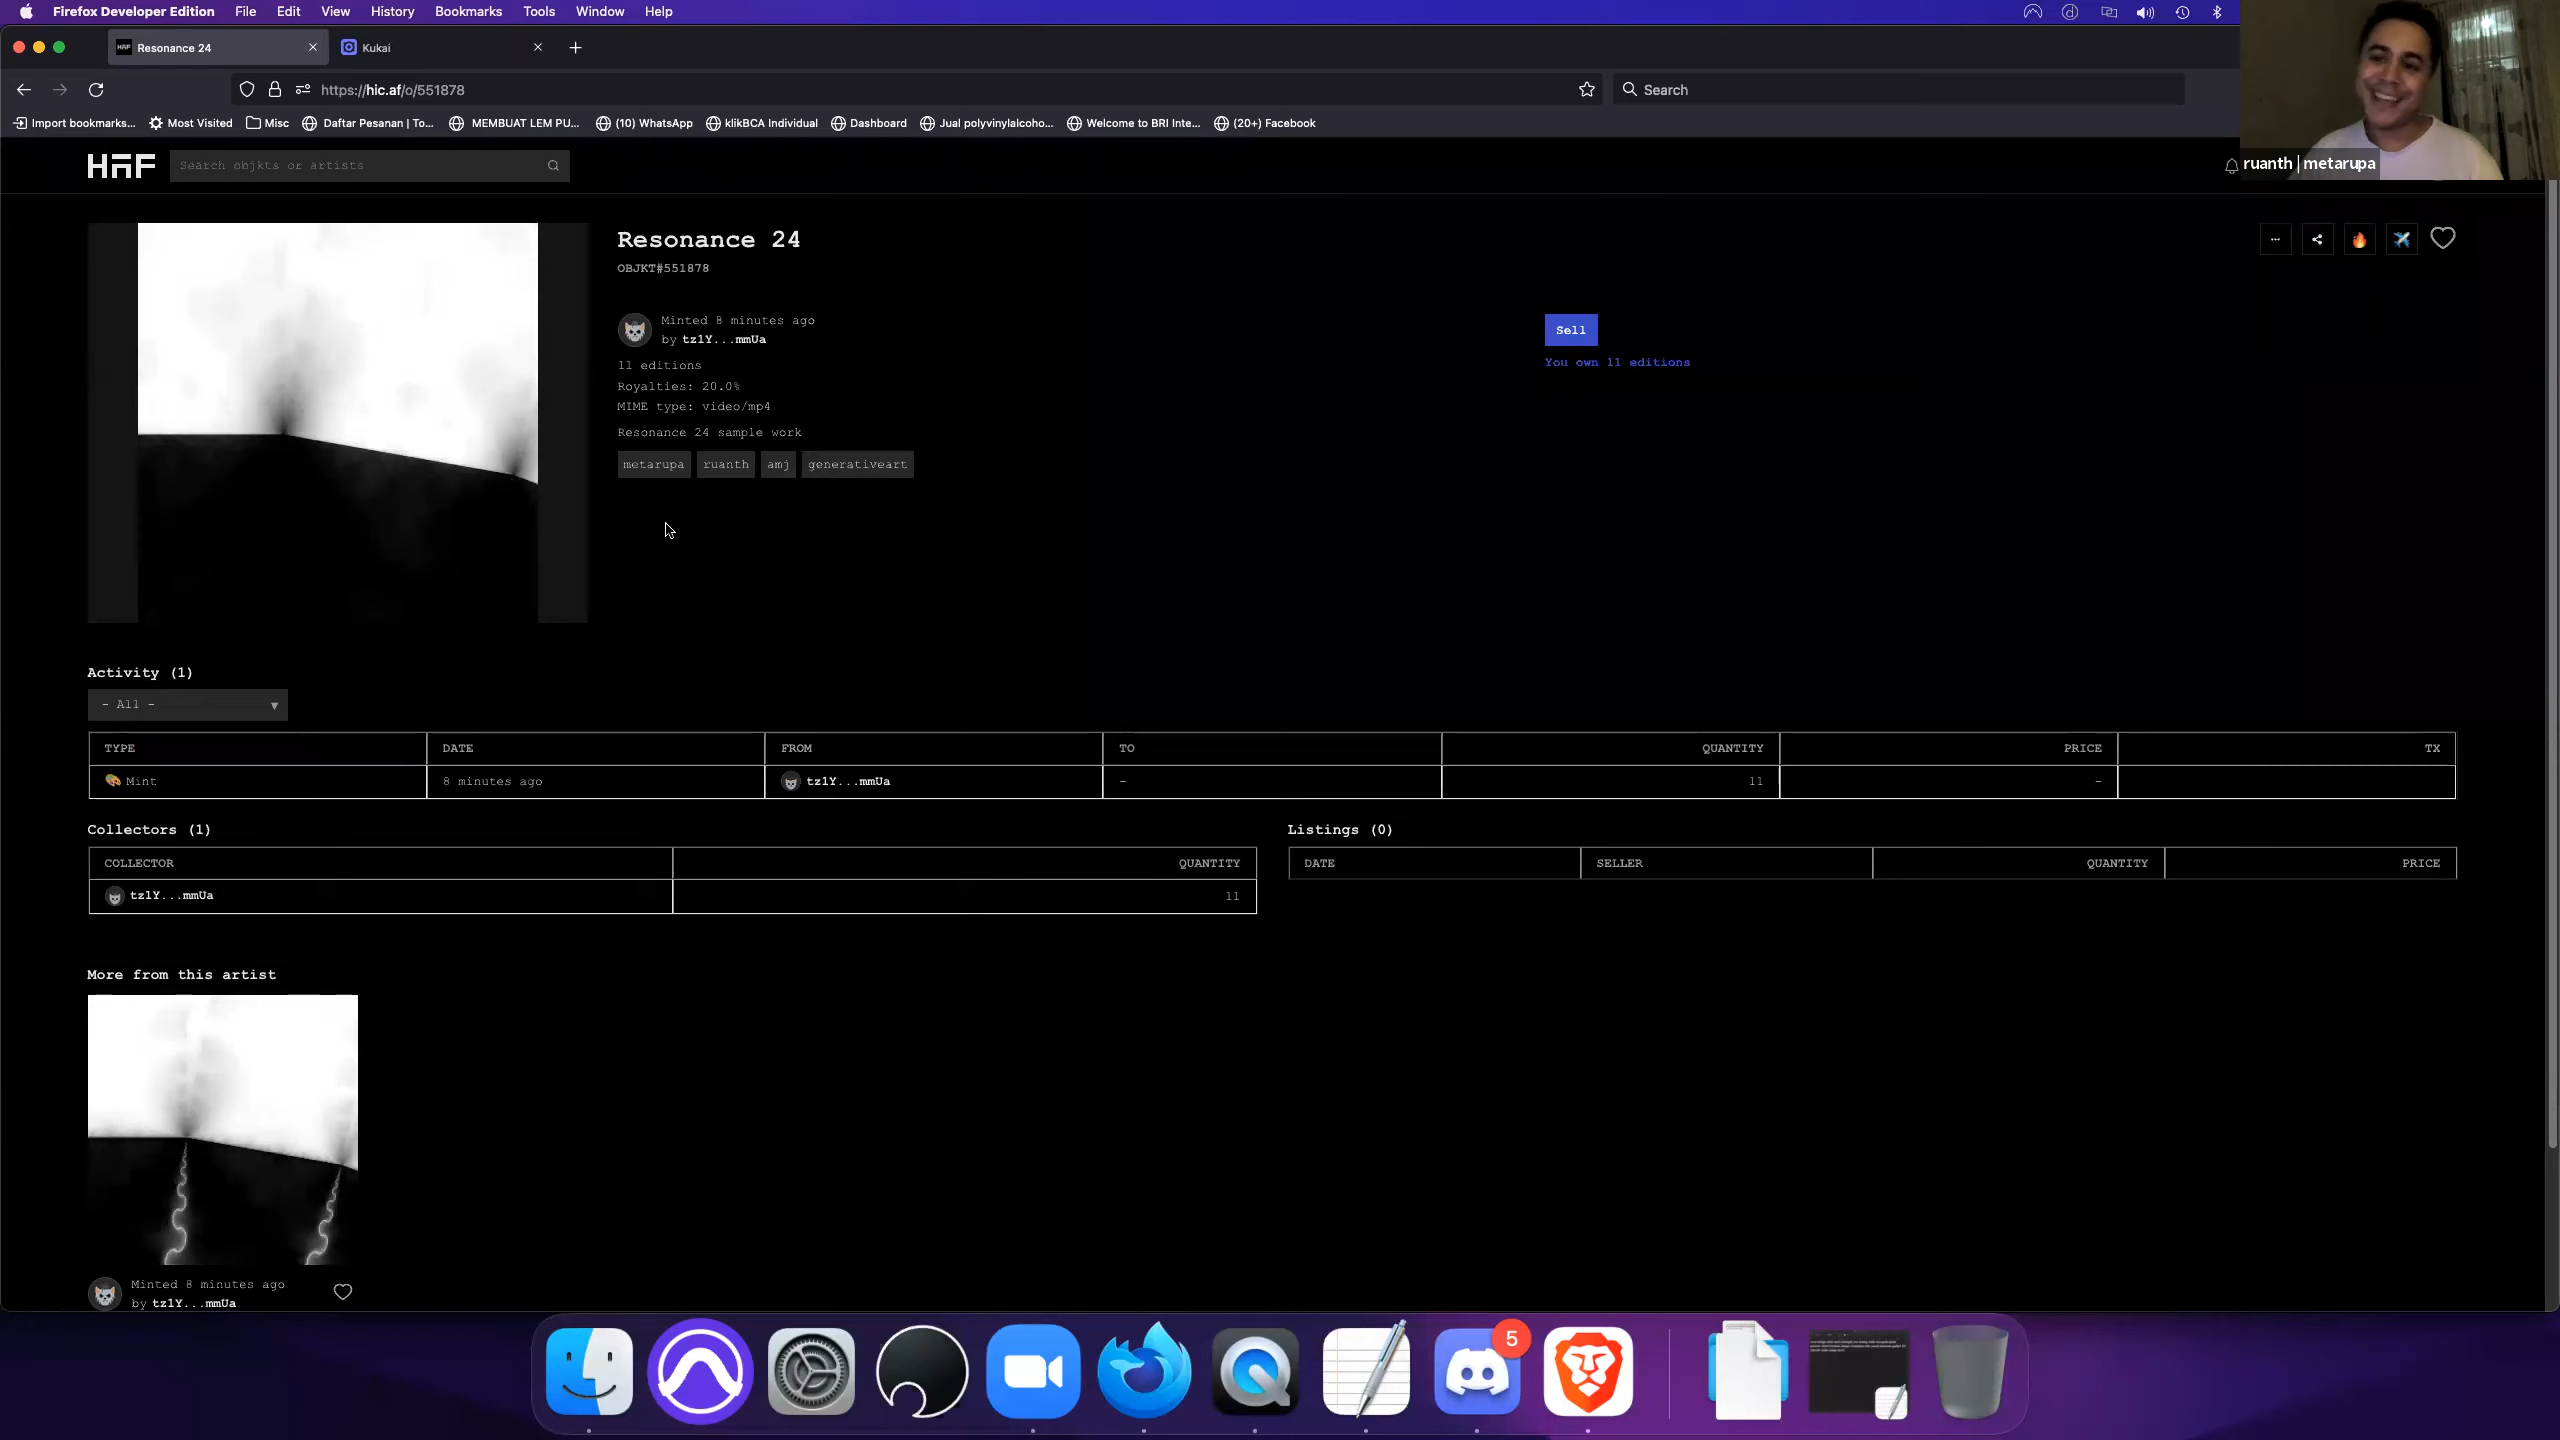 Firefox Developer Edition File Edit View History Bookmarks Tools Window Help
Resonance 24
Kukai
https://hic.af/o/551878
Search
Import bookmarks... Most Visited Misc Daftar Pesanan | To... MEMBUAT LEM PU... (10) WhatsApp klikBCA Individual Dashboard Jual polyvinylalcoho... Welcome to BRI Inte... (20+) Facebook
ruanth | metarupa
HAF
Search objkts or artists
Resonance 24
OBJKT#551878
Minted 8 minutes ago
by tz1Y...mmUa
11 editions
Royalties: 20.0%
MIME type: video/mp4
Resonance 24 sample work
metarupa ruanth amj generativeart
Sell
You own 11 editions
Activity (1)
- All -
TYPE DATE FROM TO QUANTITY PRICE TX
Mint 8 minutes ago tz1Y...mmUa - 11 -
Collectors (1)
COLLECTOR QUANTITY
tz1Y...mmUa 11
Listings (0)
DATE SELLER QUANTITY PRICE
More from this artist
Minted 8 minutes ago
by tz1Y...mmUa
5